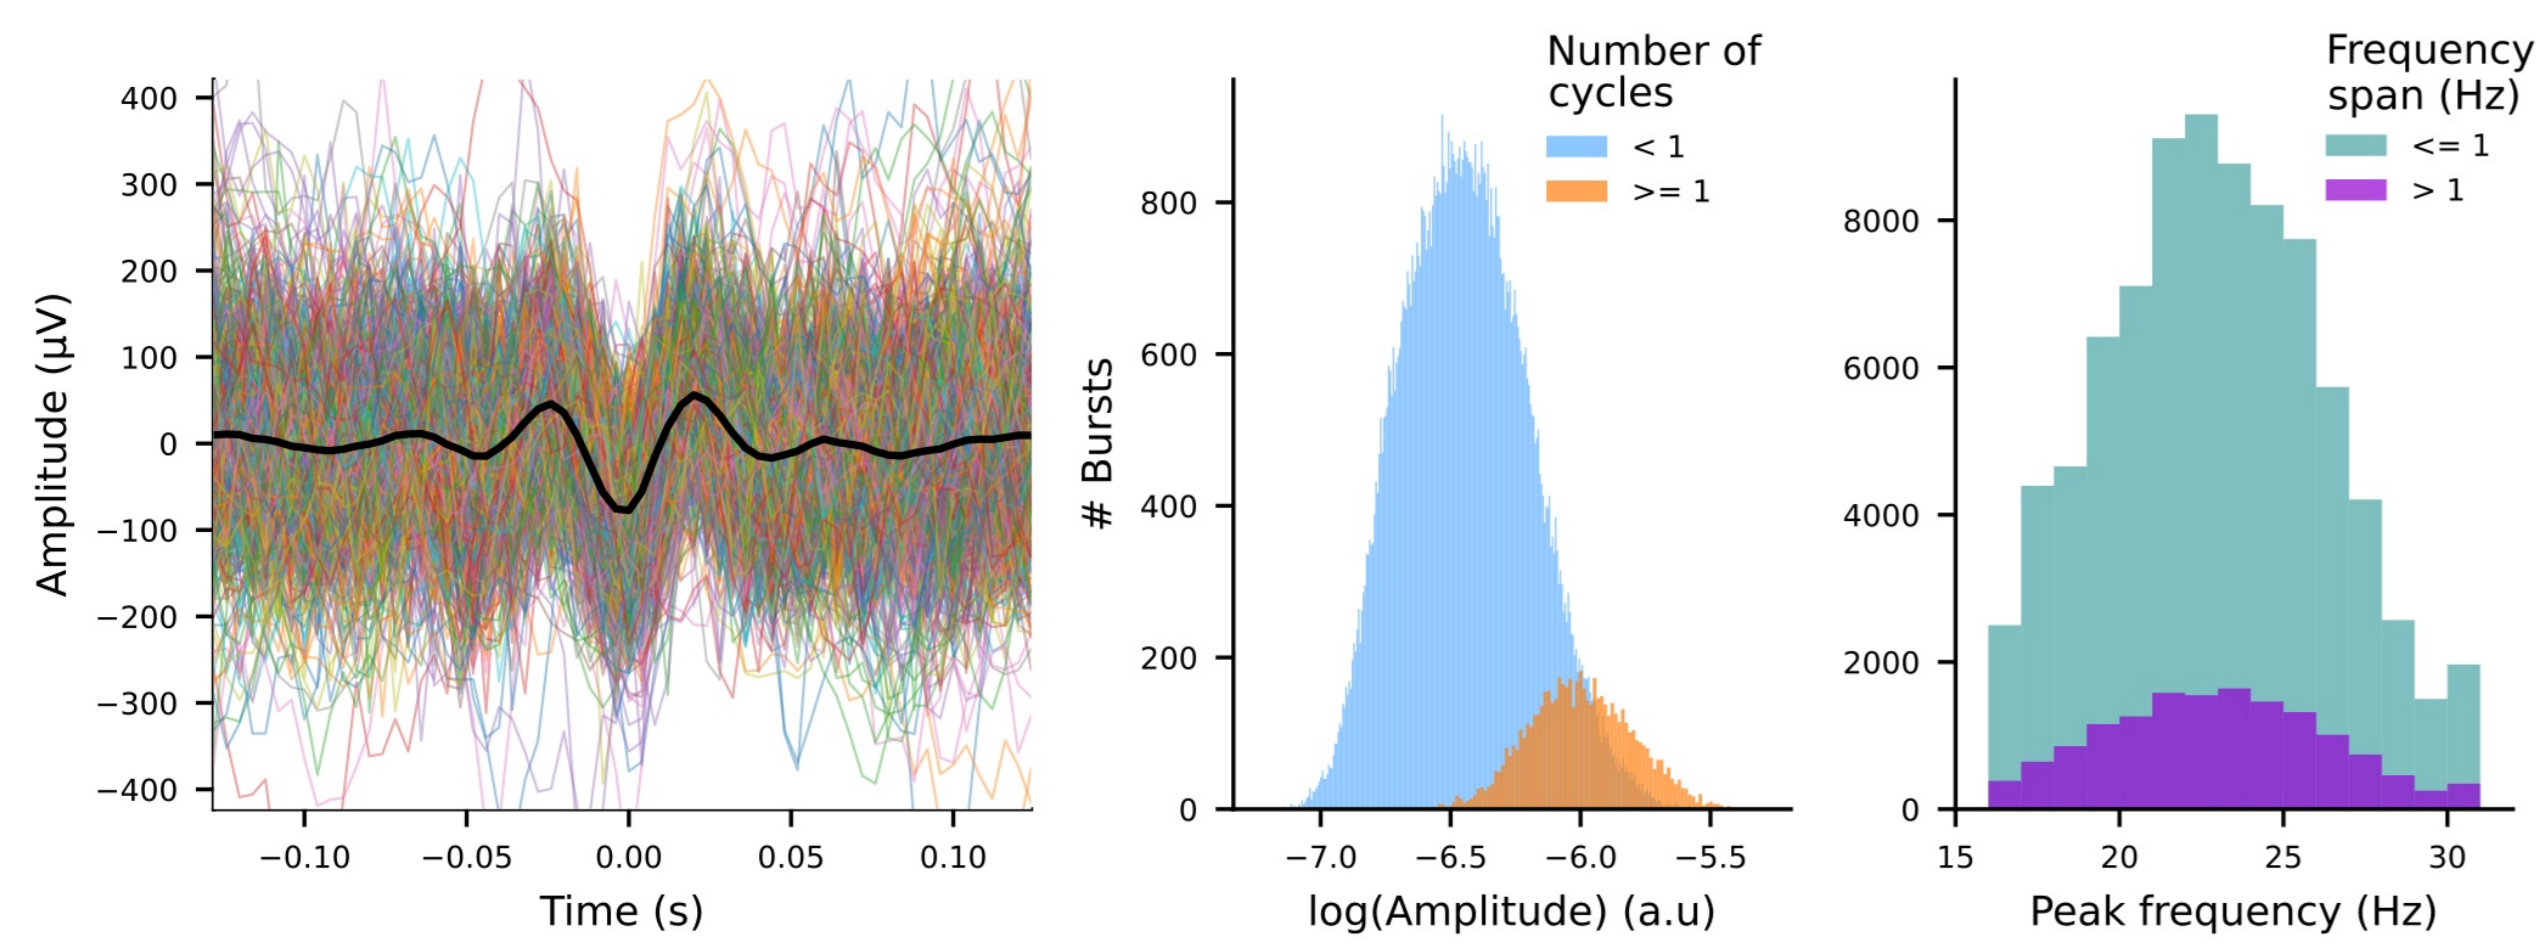 Amplitude (µV)
400
300
200
100
0
−100
−200
−300
−400
−0.10 −0.05 0.00 0.05 0.10
Time (s)
# Bursts
800
600
400
200
0
−7.0 −6.5 −6.0 −5.5
log(Amplitude) (a.u)
Number of
cycles
< 1
>= 1
8000
6000
4000
2000
0
15 20 25 30
Peak frequency (Hz)
Frequency
span (Hz)
<= 1
> 1